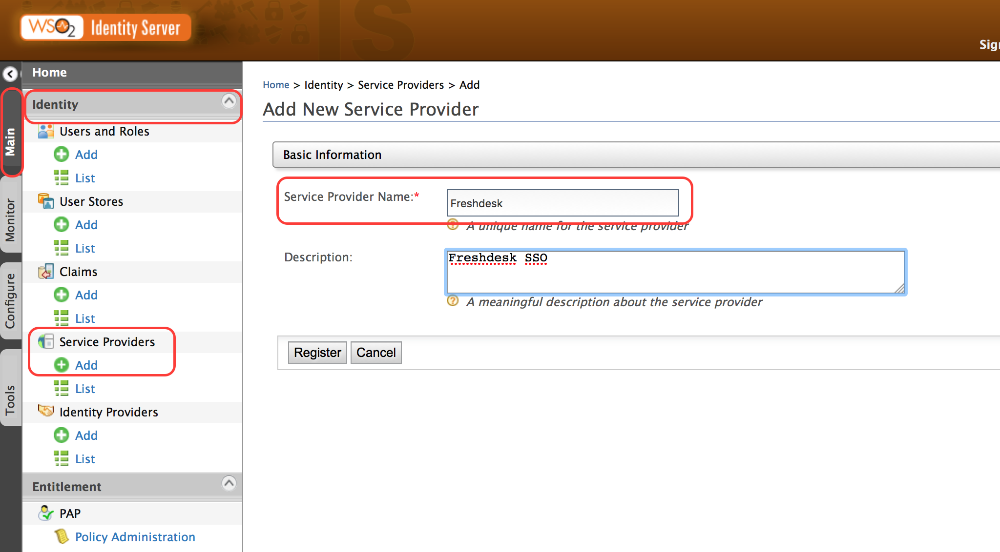 WSO2 Identity Server
IS
Sig
Home
Identity
Users and Roles
Add
List
User Stores
Add
List
Claims
Add
List
Service Providers
Add
List
Identity Providers
Add
List
Entitlement
PAP
Policy Administration
Main
Monitor
Configure
Tools
Home > Identity > Service Providers > Add
Add New Service Provider
Basic Information
Service Provider Name:* Freshdesk
A unique name for the service provider
Description: Freshdesk SSO
A meaningful description about the service provider
Register Cancel